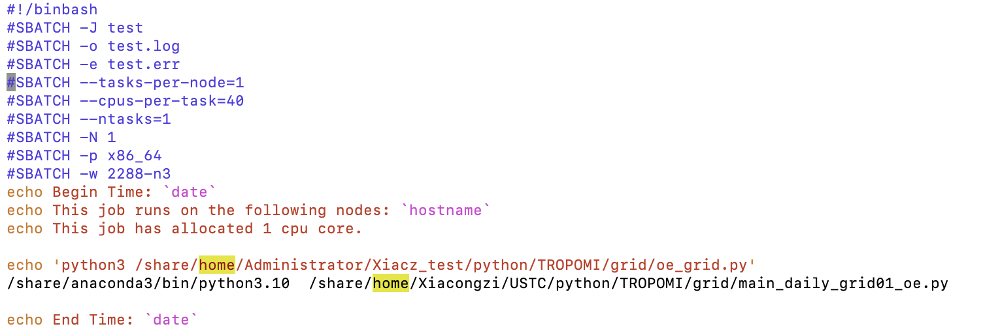 #!/binbash
#SBATCH -J test
#SBATCH -o test.log
#SBATCH -e test.err
#SBATCH --tasks-per-node=1
#SBATCH --cpus-per-task=40
#SBATCH --ntasks=1
#SBATCH -N 1
#SBATCH -p x86_64
#SBATCH -w 2288-n3
echo Begin Time: `date`
echo This job runs on the following nodes: `hostname`
echo This job has allocated 1 cpu core.
echo 'python3 /share/home/Administrator/Xiacz_test/python/TROPOMI/grid/oe_grid.py'
/share/anaconda3/bin/python3.10  /share/home/Xiacongzi/USTC/python/TROPOMI/grid/main_daily_grid01_oe.py
echo End Time: `date`